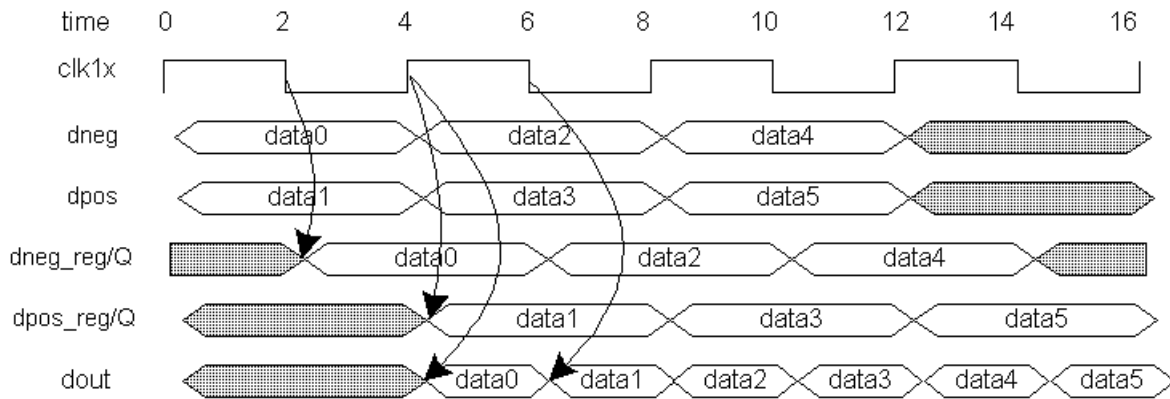 time 0 2 4 6 8 10 12 14 16
clk1x
dneg data0 data2 data4
dpos data1 data3 data5
dneg_reg/Q data0 data2 data4
dpos_reg/Q data1 data3 data5
dout data0 data1 data2 data3 data4 data5